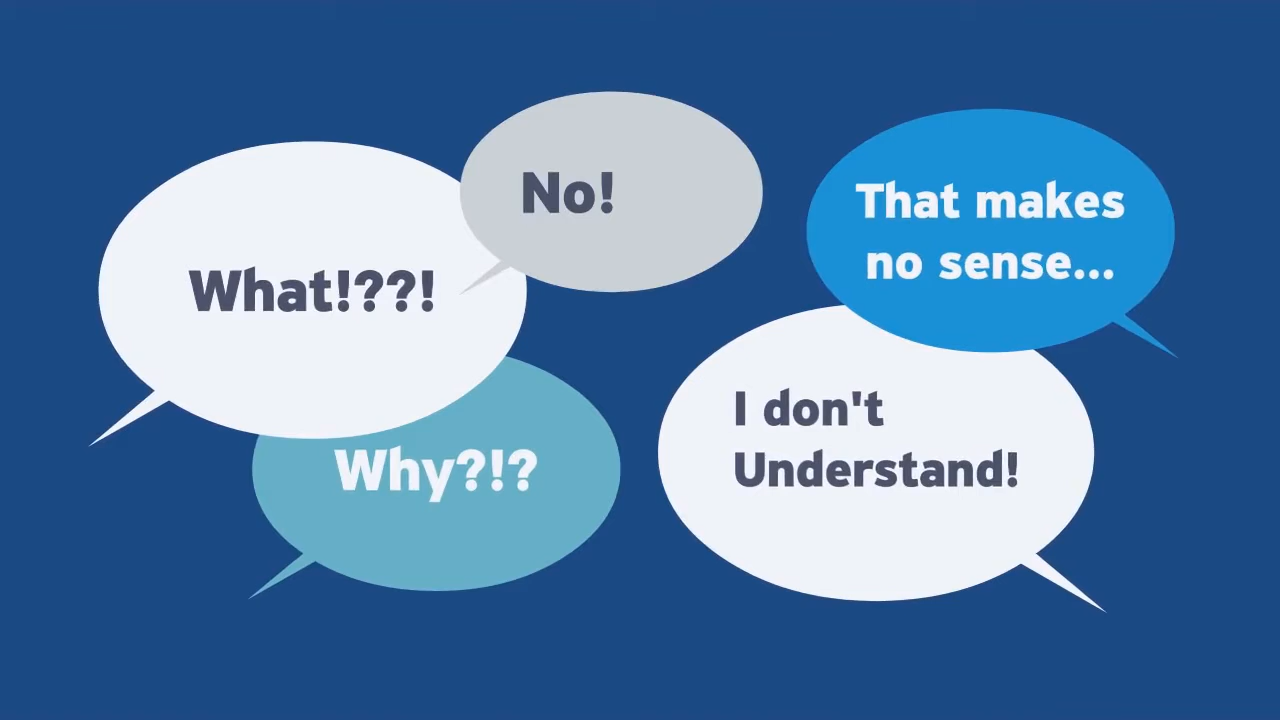 What!??!
No!
That makes
no sense...
Why?!?
I don't
Understand!